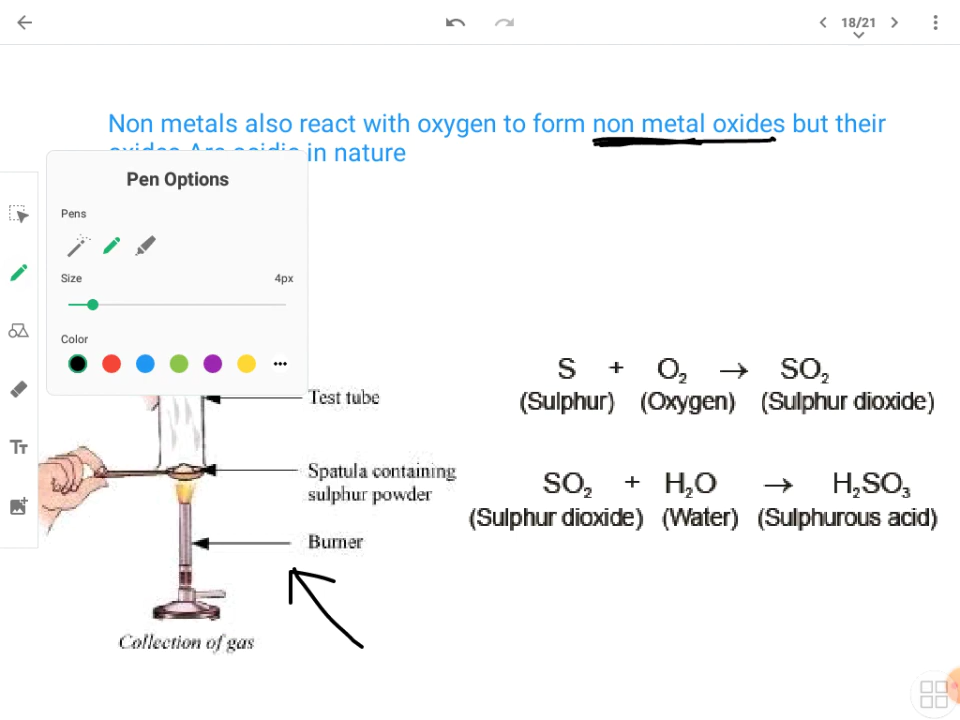 18/21
Non metals also react with oxygen to form non metal oxides but their
in nature
Pen Options
Pens
Size 4px
Color
Test tube
Spatula containing
sulphur powder
Burner
Collection of gas
S + O₂ → SO₂
(Sulphur) (Oxygen) (Sulphur dioxide)
SO₂ + H₂O → H₂SO₃
(Sulphur dioxide) (Water) (Sulphurous acid)